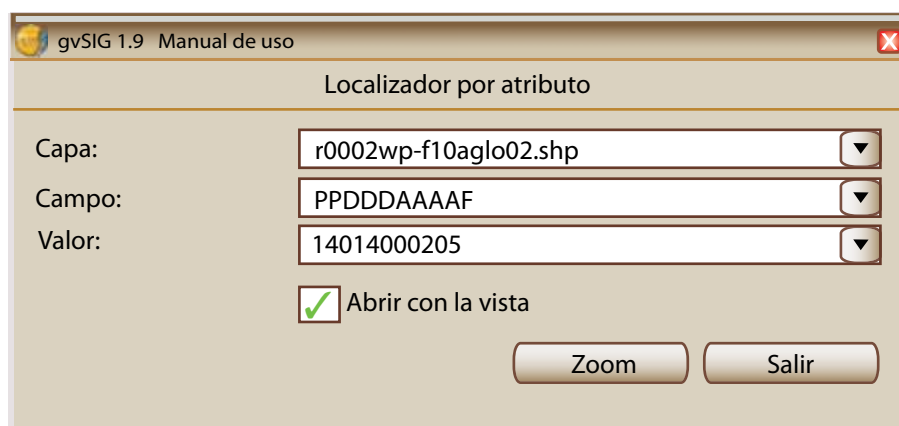 gvSIG 1.9 Manual de uso
X
Localizador por atributo
Capa: r0002wp-f10aglo02.shp
Campo: PPDDDAAAAF
Valor: 14014000205
Abrir con la vista
Zoom Salir